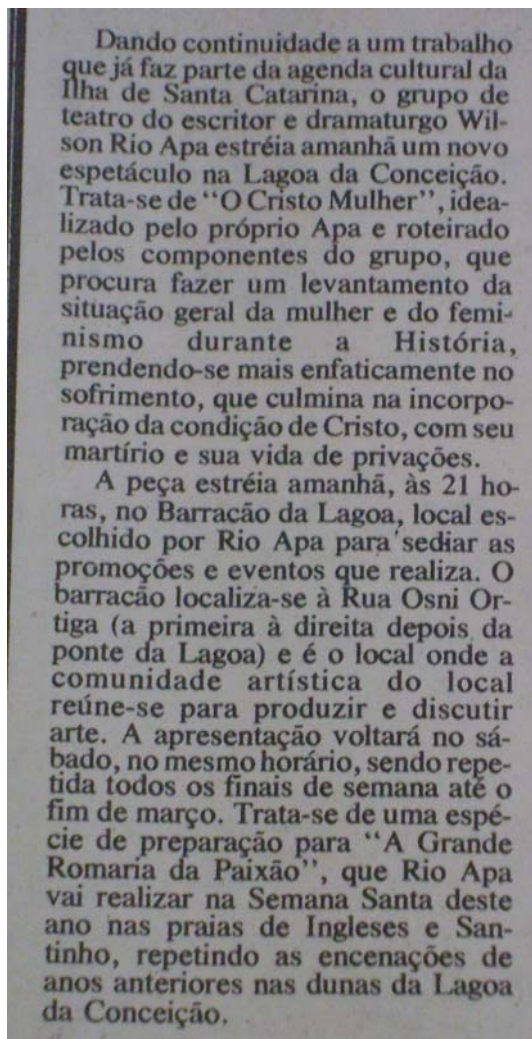 Dando continuidade a um trabalho
que já faz parte da agenda cultural da
Ilha de Santa Catarina, o grupo de
teatro do escritor e dramaturgo Wil-
son Rio Apa estréia amanhã um novo
espetáculo na Lagoa da Conceição.
Trata-se de "O Cristo Mulher", idea-
lizado pelo próprio Apa e roteirado
pelos componentes do grupo, que
procura fazer um levantamento da
situação geral da mulher e do femi-
nismo durante a História,
prendendo-se mais enfaticamente no
sofrimento, que culmina na incorpo-
ração da condição de Cristo, com seu
martírio e sua vida de privações.
A peça estréia amanhã, às 21 ho-
ras, no Barracão da Lagoa, local es-
colhido por Rio Apa para sediar as
promoções e eventos que realiza. O
barracão localiza-se à Rua Osni Or-
tiga (a primeira à direita depois da
ponte da Lagoa) e é o local onde a
comunidade artística do local
reúne-se para produzir e discutir
arte. A apresentação voltará no sá-
bado, no mesmo horário, sendo repe-
tida todos os finais de semana até o
fim de março. Trata-se de uma espé-
cie de preparação para "A Grande
Romaria da Paixão", que Rio Apa
vai realizar na Semana Santa deste
ano nas praias de Ingleses e San-
tinho, repetindo as encenações de
anos anteriores nas dunas da Lagoa
da Conceição.